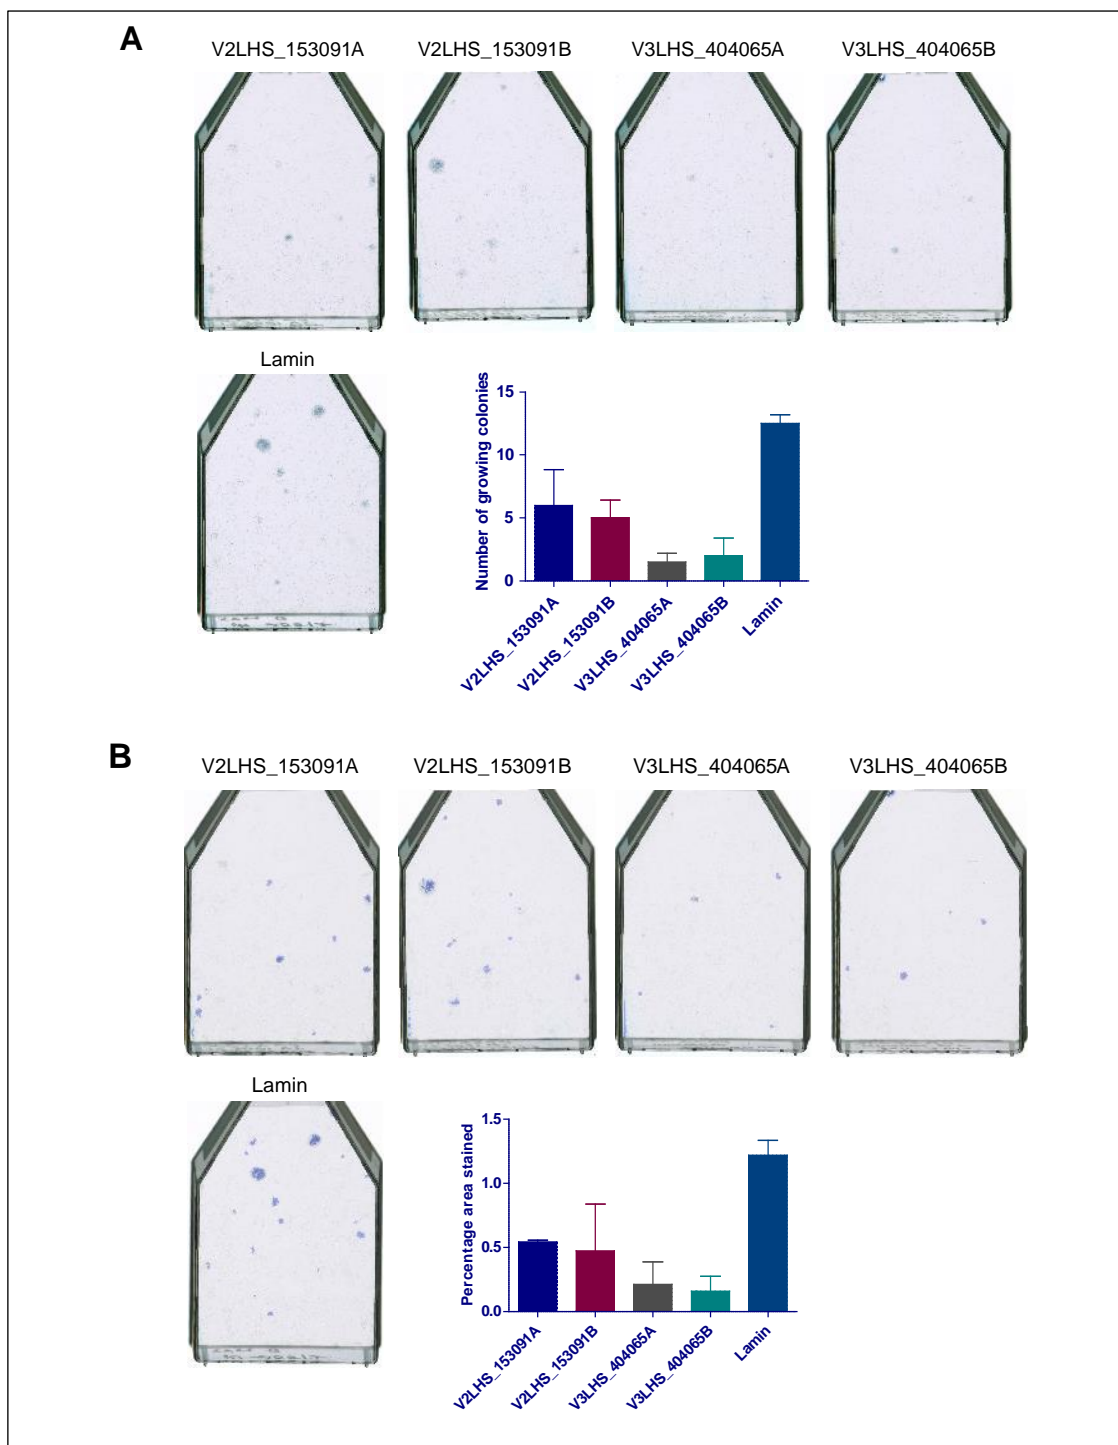 A
V2LHS_153091A V2LHS_153091B V3LHS_404065A V3LHS_404065B
Lamin
Number of growing colonies
15
10
5
0
V2LHS_153091A
V2LHS_153091B
V3LHS_404065A
V3LHS_404065B
Lamin
B
V2LHS_153091A V2LHS_153091B V3LHS_404065A V3LHS_404065B
Lamin
Percentage area stained
1.5
1.0
0.5
0.0
V2LHS_153091A
V2LHS_153091B
V3LHS_404065A
V3LHS_404065B
Lamin